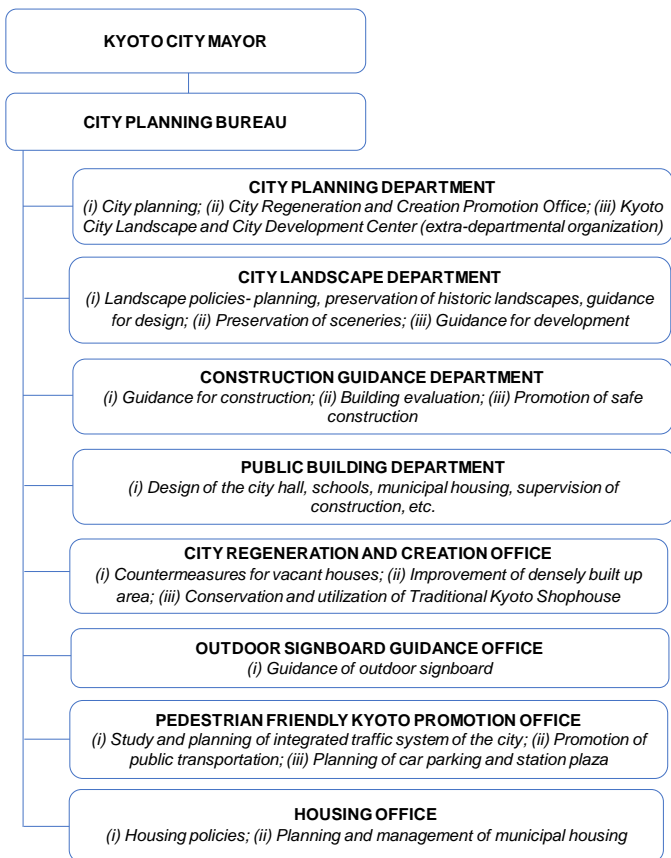 KYOTO CITY MAYOR
CITY PLANNING BUREAU
CITY PLANNING DEPARTMENT
(i) City planning; (ii) City Regeneration and Creation Promotion Office; (iii) Kyoto
City Landscape and City Development Center (extra-departmental organization)
CITY LANDSCAPE DEPARTMENT
(i) Landscape policies- planning, preservation of historic landscapes, guidance
for design; (ii) Preservation of sceneries; (iii) Guidance for development
CONSTRUCTION GUIDANCE DEPARTMENT
(i) Guidance for construction; (ii) Building evaluation; (iii) Promotion of safe
construction
PUBLIC BUILDING DEPARTMENT
(i) Design of the city hall, schools, municipal housing, supervision of
construction, etc.
CITY REGENERATION AND CREATION OFFICE
(i) Countermeasures for vacant houses; (ii) Improvement of densely built up
area; (iii) Conservation and utilization of Traditional Kyoto Shophouse
OUTDOOR SIGNBOARD GUIDANCE OFFICE
(i) Guidance of outdoor signboard
PEDESTRIAN FRIENDLY KYOTO PROMOTION OFFICE
(i) Study and planning of integrated traffic system of the city; (ii) Promotion of
public transportation; (iii) Planning of car parking and station plaza
HOUSING OFFICE
(i) Housing policies; (ii) Planning and management of municipal housing